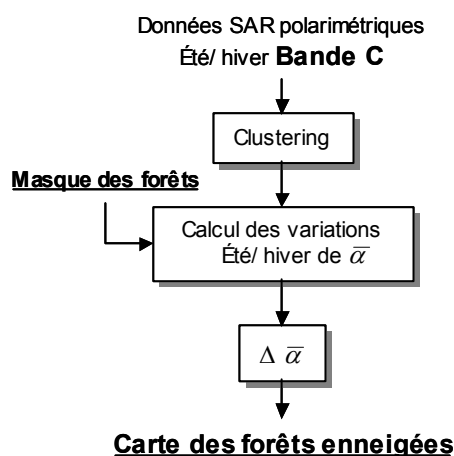 Données SAR polarimétriques
Été/ hiver Bande C
Clustering
Masque des forêts
Calcul des variations
Été/ hiver de α̅
Δ α̅
Carte des forêts enneigées